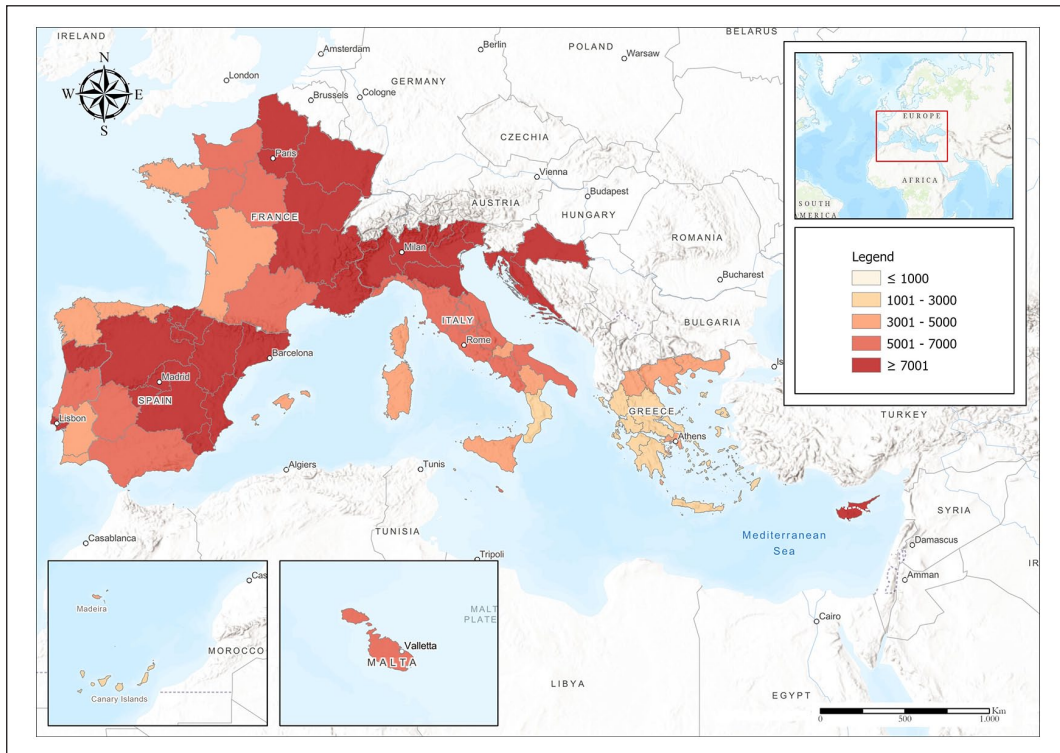 IRELAND
BELARUS
Amsterdam
Berlin
POLAND
Warsaw
N
W
E
S
London
GERMANY
Brussels
Cologne
EUROPE
A
AFRICA
SOUTH
AMERICA
CZECHIA
Paris
Vienna
Budapest
AUSTRIA
HUNGARY
FRANCE
ROMANIA
Milan
Bucharest
Legend
≤ 1000
1001 - 3000
3001 - 5000
5001 - 7000
≥ 7001
ITALY
BULGARIA
Rome
Barcelona
Is
Madrid
SPAIN
GREECE
TURKEY
Lisbon
Athens
Algiers
Tunis
SYRIA
Casablanca
TUNISIA
Mediterranean
Sea
Damascus
Tripoli
IR
Amman
Cas
Madeira
MALT
PLATE
Cairo
Valletta
MOROCCO
MALTA
Canary Islands
LIBYA
EGYPT
Km
0
500
1.000